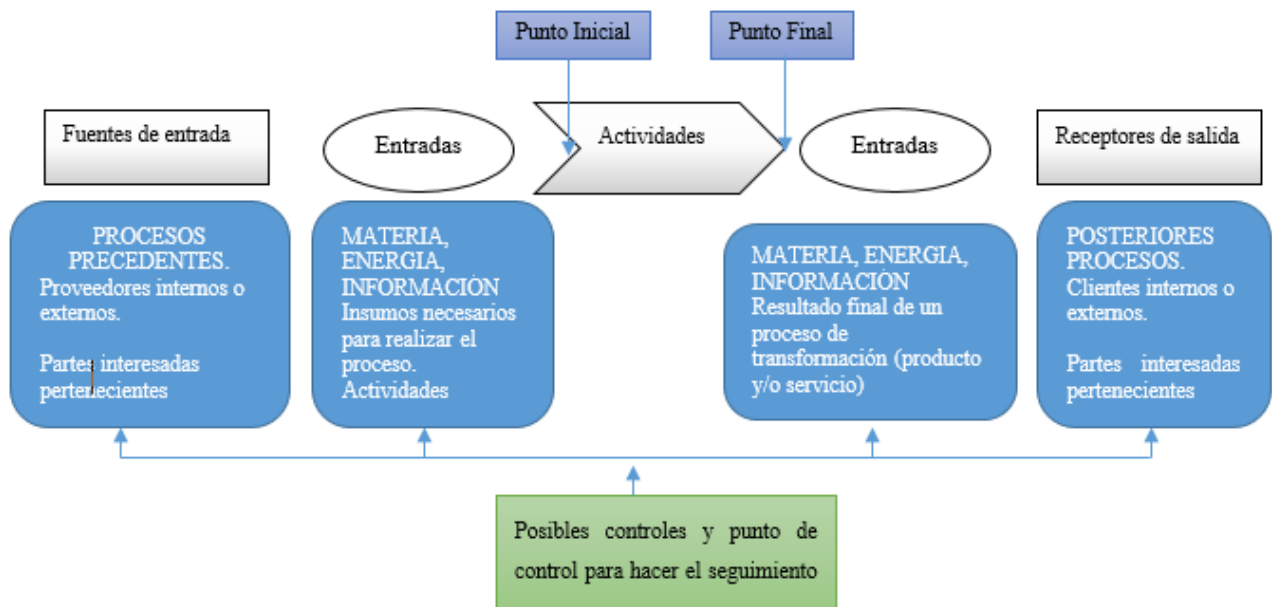 Punto Inicial
Punto Final
Fuentes de entrada
Entradas
Actividades
Entradas
Receptores de salida
PROCESOS
PRECEDENTES.
Proveedores internos o
externos.
Partes interesadas
pertenecientes
MATERIA,
ENERGIA,
INFORMACIÓN
Insumos necesarios
para realizar el
proceso.
Actividades
MATERIA, ENERGIA,
INFORMACIÓN
Resultado final de un
proceso de
transformación (producto
y/o servicio)
POSTERIORES
PROCESOS.
Clientes internos o
externos.
Partes interesadas
pertenecientes
Posibles controles y punto de
control para hacer el seguimiento